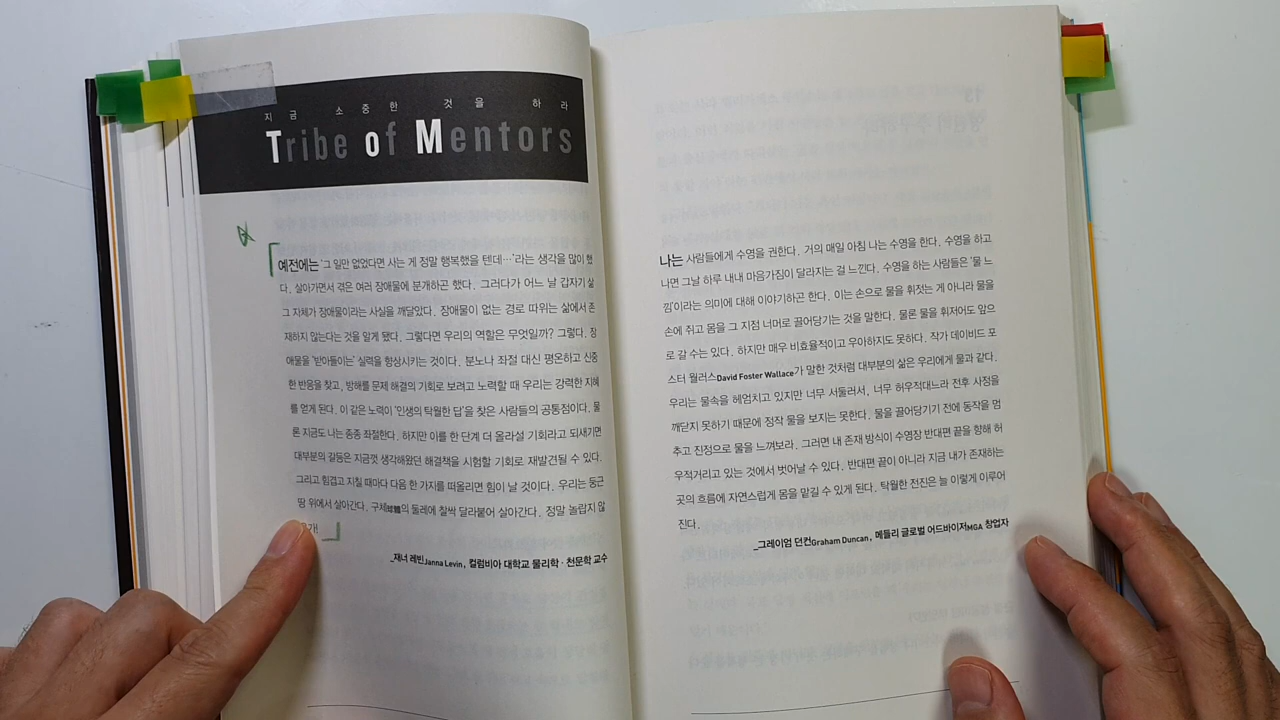 지금 소중한 것을 하라
Tribe of Mentors
예전에는 '그 일만 없었다면 사는 게 정말 행복했을 텐데…'라는 생각을 많이 했
다. 살아가면서 겪은 여러 장애물에 분개하곤 했다. 그러다가 어느 날 갑자기 삶
그 자체가 장애물이라는 사실을 깨달았다. 장애물이 없는 경로 따위는 삶에서 존
재하지 않는다는 것을 알게 됐다. 그렇다면 우리의 역할은 무엇일까? 그렇다. 장
애물을 '받아들이는' 실력을 향상시키는 것이다. 분노나 좌절 대신 평온하고 신중
한 반응을 찾고, 방해를 문제 해결의 기회로 보려고 노력할 때 우리는 강력한 지혜
를 얻게 된다. 이 같은 노력이 '인생의 탁월한 답'을 찾은 사람들의 공통점이다. 물
론 지금도 나는 종종 좌절한다. 하지만 이를 한 단계 더 올라설 기회라고 되새기면
대부분의 갈등은 지금껏 생각해왔던 해결책을 시험할 기회로 재발견될 수 있다.
그리고 힘겹고 지칠 때마다 다음 한 가지를 떠올리면 힘이 날 것이다. 우리는 둥근
땅 위에서 살아간다. 구체球體의 둘레에 찰싹 달라붙어 살아간다. 정말 놀랍지 않
은가!
_재너 레빈Janna Levin, 컬럼비아 대학교 물리학·천문학 교수
나는 사람들에게 수영을 권한다. 거의 매일 아침 나는 수영을 한다. 수영을 하고
나면 그날 하루 내내 마음가짐이 달라지는 걸 느낀다. 수영을 하는 사람들은 '물 느
낌'이라는 의미에 대해 이야기하곤 한다. 이는 손으로 물을 휘젓는 게 아니라 물을
손에 쥐고 몸을 그 지점 너머로 끌어당기는 것을 말한다. 물론 물을 휘저어도 앞으
로 갈 수는 있다. 하지만 매우 비효율적이고 우아하지도 못하다. 작가 데이비드 포
스터 월러스David Foster Wallace가 말한 것처럼 대부분의 삶은 우리에게 물과 같다.
우리는 물속을 헤엄치고 있지만 너무 서둘러서, 너무 허우적대느라 전후 사정을
깨닫지 못하기 때문에 정작 물을 보지는 못한다. 물을 끌어당기기 전에 동작을 멈
추고 진정으로 물을 느껴보라. 그러면 내 존재 방식이 수영장 반대편 끝을 향해 허
우적거리고 있는 것에서 벗어날 수 있다. 반대편 끝이 아니라 지금 내가 존재하는
곳의 흐름에 자연스럽게 몸을 맡길 수 있게 된다. 탁월한 전진은 늘 이렇게 이루어
진다.
_그레이엄 던컨Graham Duncan, 메들리 글로벌 어드바이저MGA 창업자